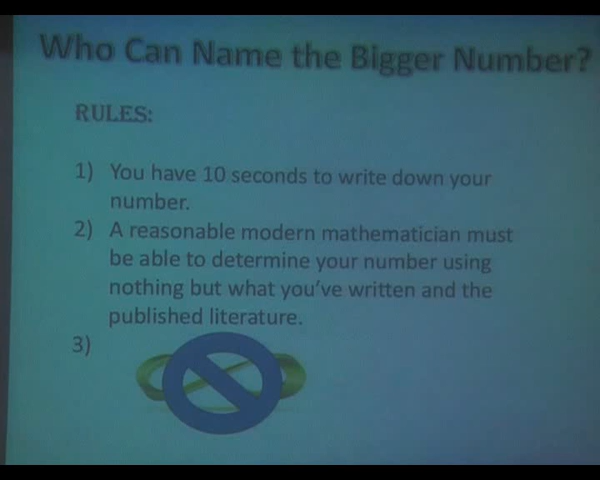 Who Can Name the Bigger Number?
RULES:
1) You have 10 seconds to write down your
number.
2) A reasonable modern mathematician must
be able to determine your number using
nothing but what you've written and the
published literature.
3)